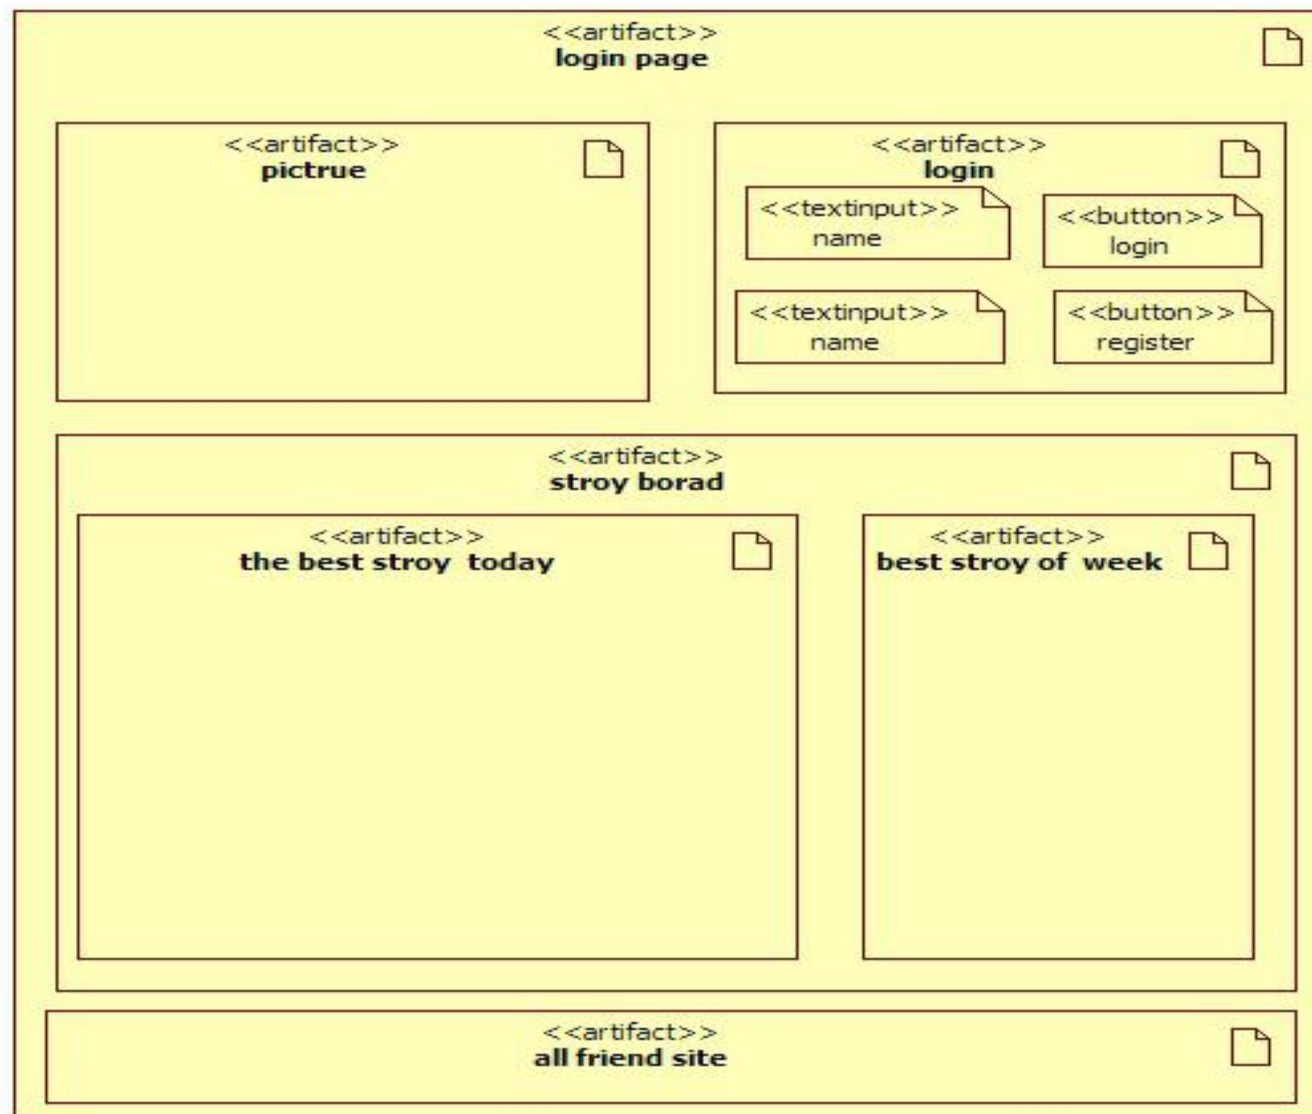 <<artifact>>
login page
<<artifact>>
pictrue
<<artifact>>
login
<<textinput>>
name
<<button>>
login
<<textinput>>
name
<<button>>
register
<<artifact>>
stroy borad
<<artifact>>
the best stroy today
<<artifact>>
best stroy of week
<<artifact>>
all friend site